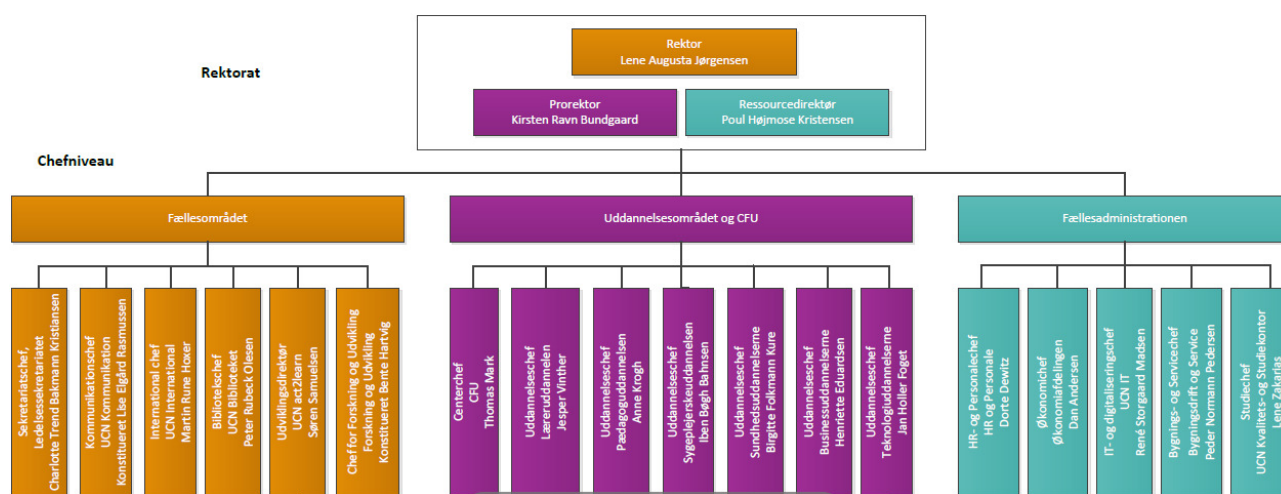 Rektorat
Rektor
Lene Augusta Jørgensen
Prorektor
Kirsten Ravn Bundgaard
Ressourcedirektør
Poul Højmose Kristensen
Chefniveau
Fællesområdet
Uddannelsesområdet og CFU
Fællesadministrationen
Sekretariatschef,
Ledelsessekretariatet
Charlotte Trend Bakmann Kristiansen
Kommunikationschef
UCN Kommunikation
Konstitueret Lise Elgård Rasmussen
International chef
UCN International
Martin Rune Hoxer
Bibliotekschef
UCN Biblioteket
Peter Rubeck Olesen
Udviklingsdirektør
UCN act2learn
Søren Samuelsen
Chef for Forskning og Udvikling
Forskning og Udvikling
Konstitueret Bente Hartvig
Centerchef
CFU
Thomas Mark
Uddannelseschef
Læreruddannelsen
Jesper Vinther
Uddannelseschef
Pædagoguddannelsen
Anne Krogh
Uddannelseschef
Sygeplejerskeuddannelsen
Iben Bøgh Bahnsen
Uddannelseschef
Sundhedsuddannelserne
Birgitte Folkmann Kure
Uddannelseschef
Businessuddannelserne
Henriette Eduardsen
Uddannelseschef
Teknologluddannelserne
Jan Holler Foget
HR- og Personalechef
HR og Personale
Dorte Dewitz
Økonomichef
Økonomiafdelingen
Dan Andersen
IT- og digitaliseringschef
UCN IT
René Storgaard Madsen
Bygnings- og Servicechef
Bygningsdrift og Service
Peder Normann Pedersen
Studiechef
UCN Kvalitets- og Studiekontor
Lene Zakarias